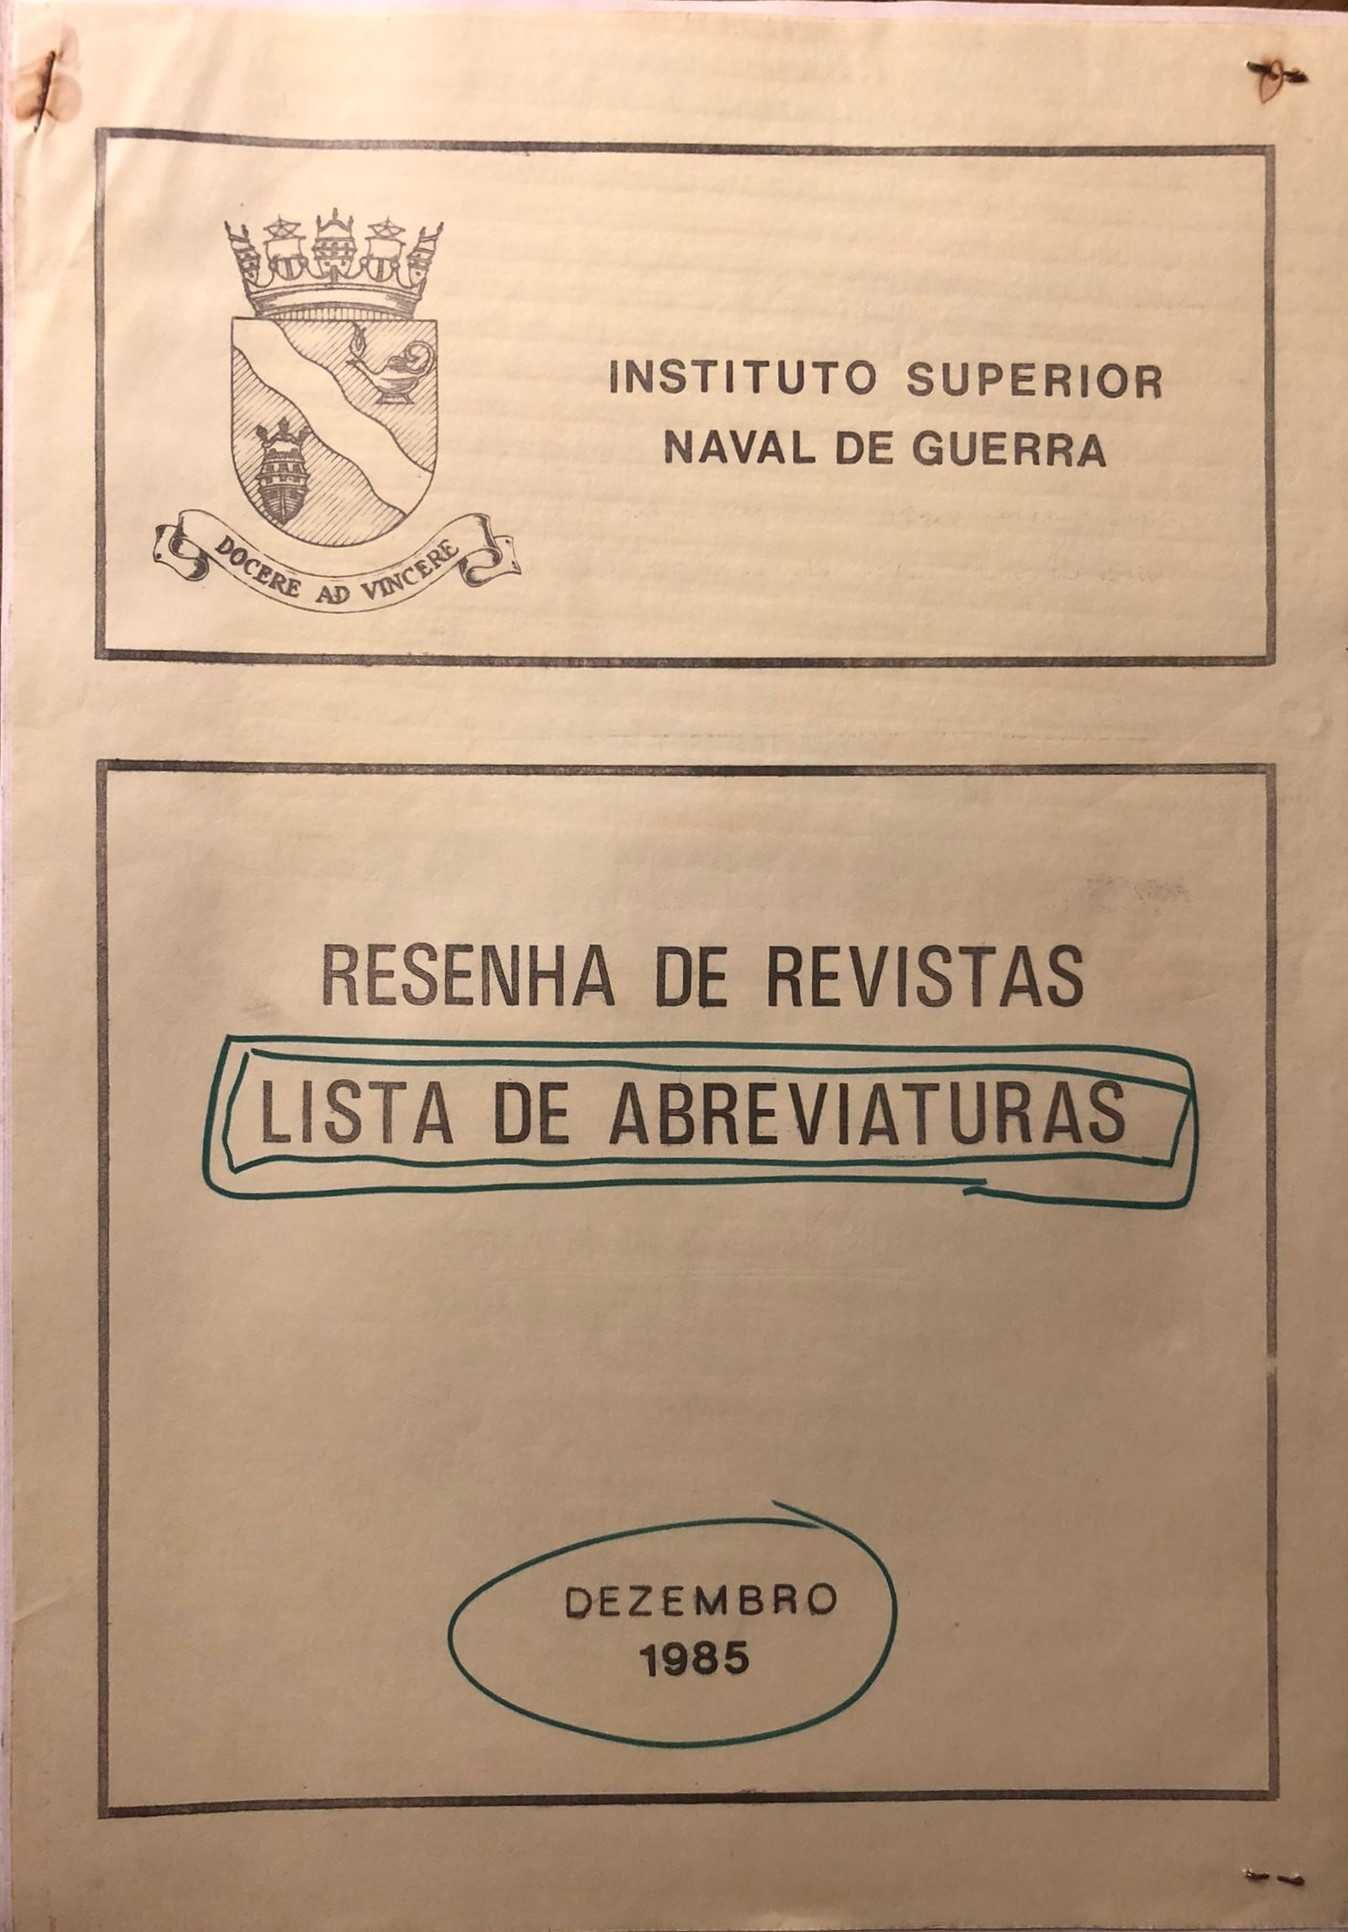 INSTITUTO SUPERIOR
NAVAL DE GUERRA
DOCERE AD VINCERE
RESENHA DE REVISTAS
LISTA DE ABREVIATURAS
DEZEMBRO
1985